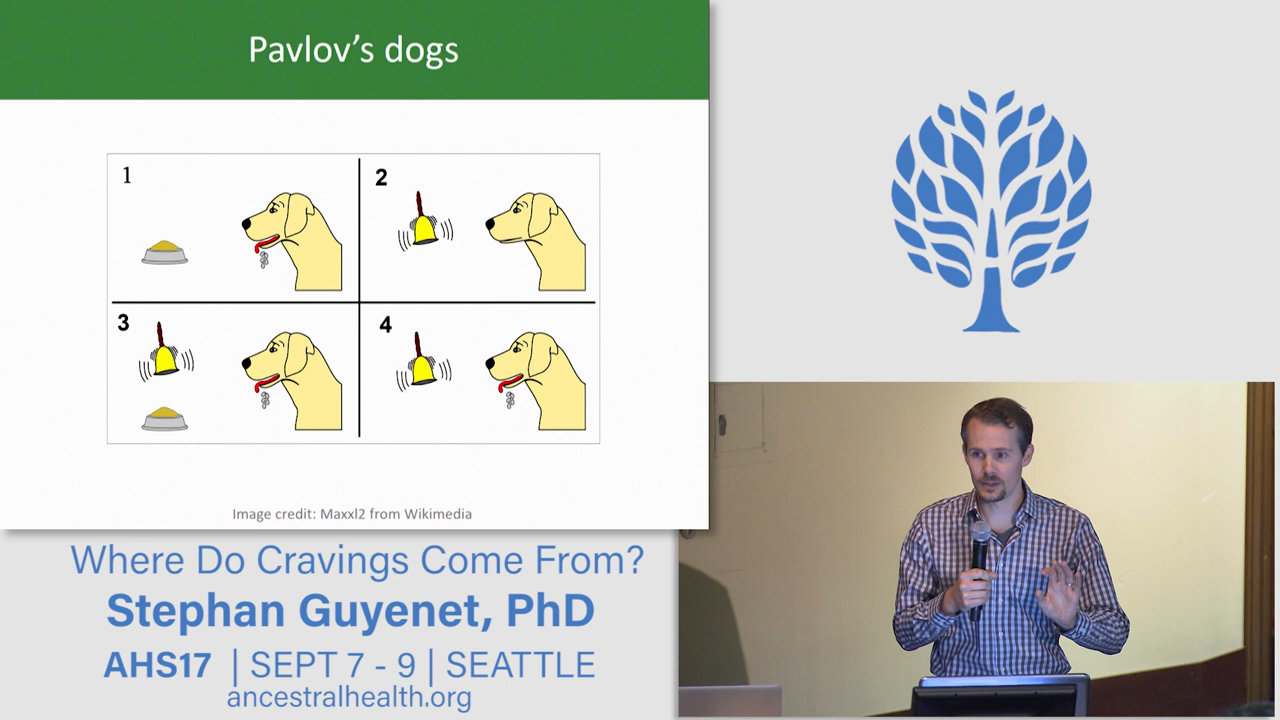 Pavlov's dogs
1
2
3
4
Image credit: Maxxl2 from Wikimedia
Where Do Cravings Come From?
Stephan Guyenet, PhD
AHS17 | SEPT 7 - 9 | SEATTLE
ancestralhealth.org